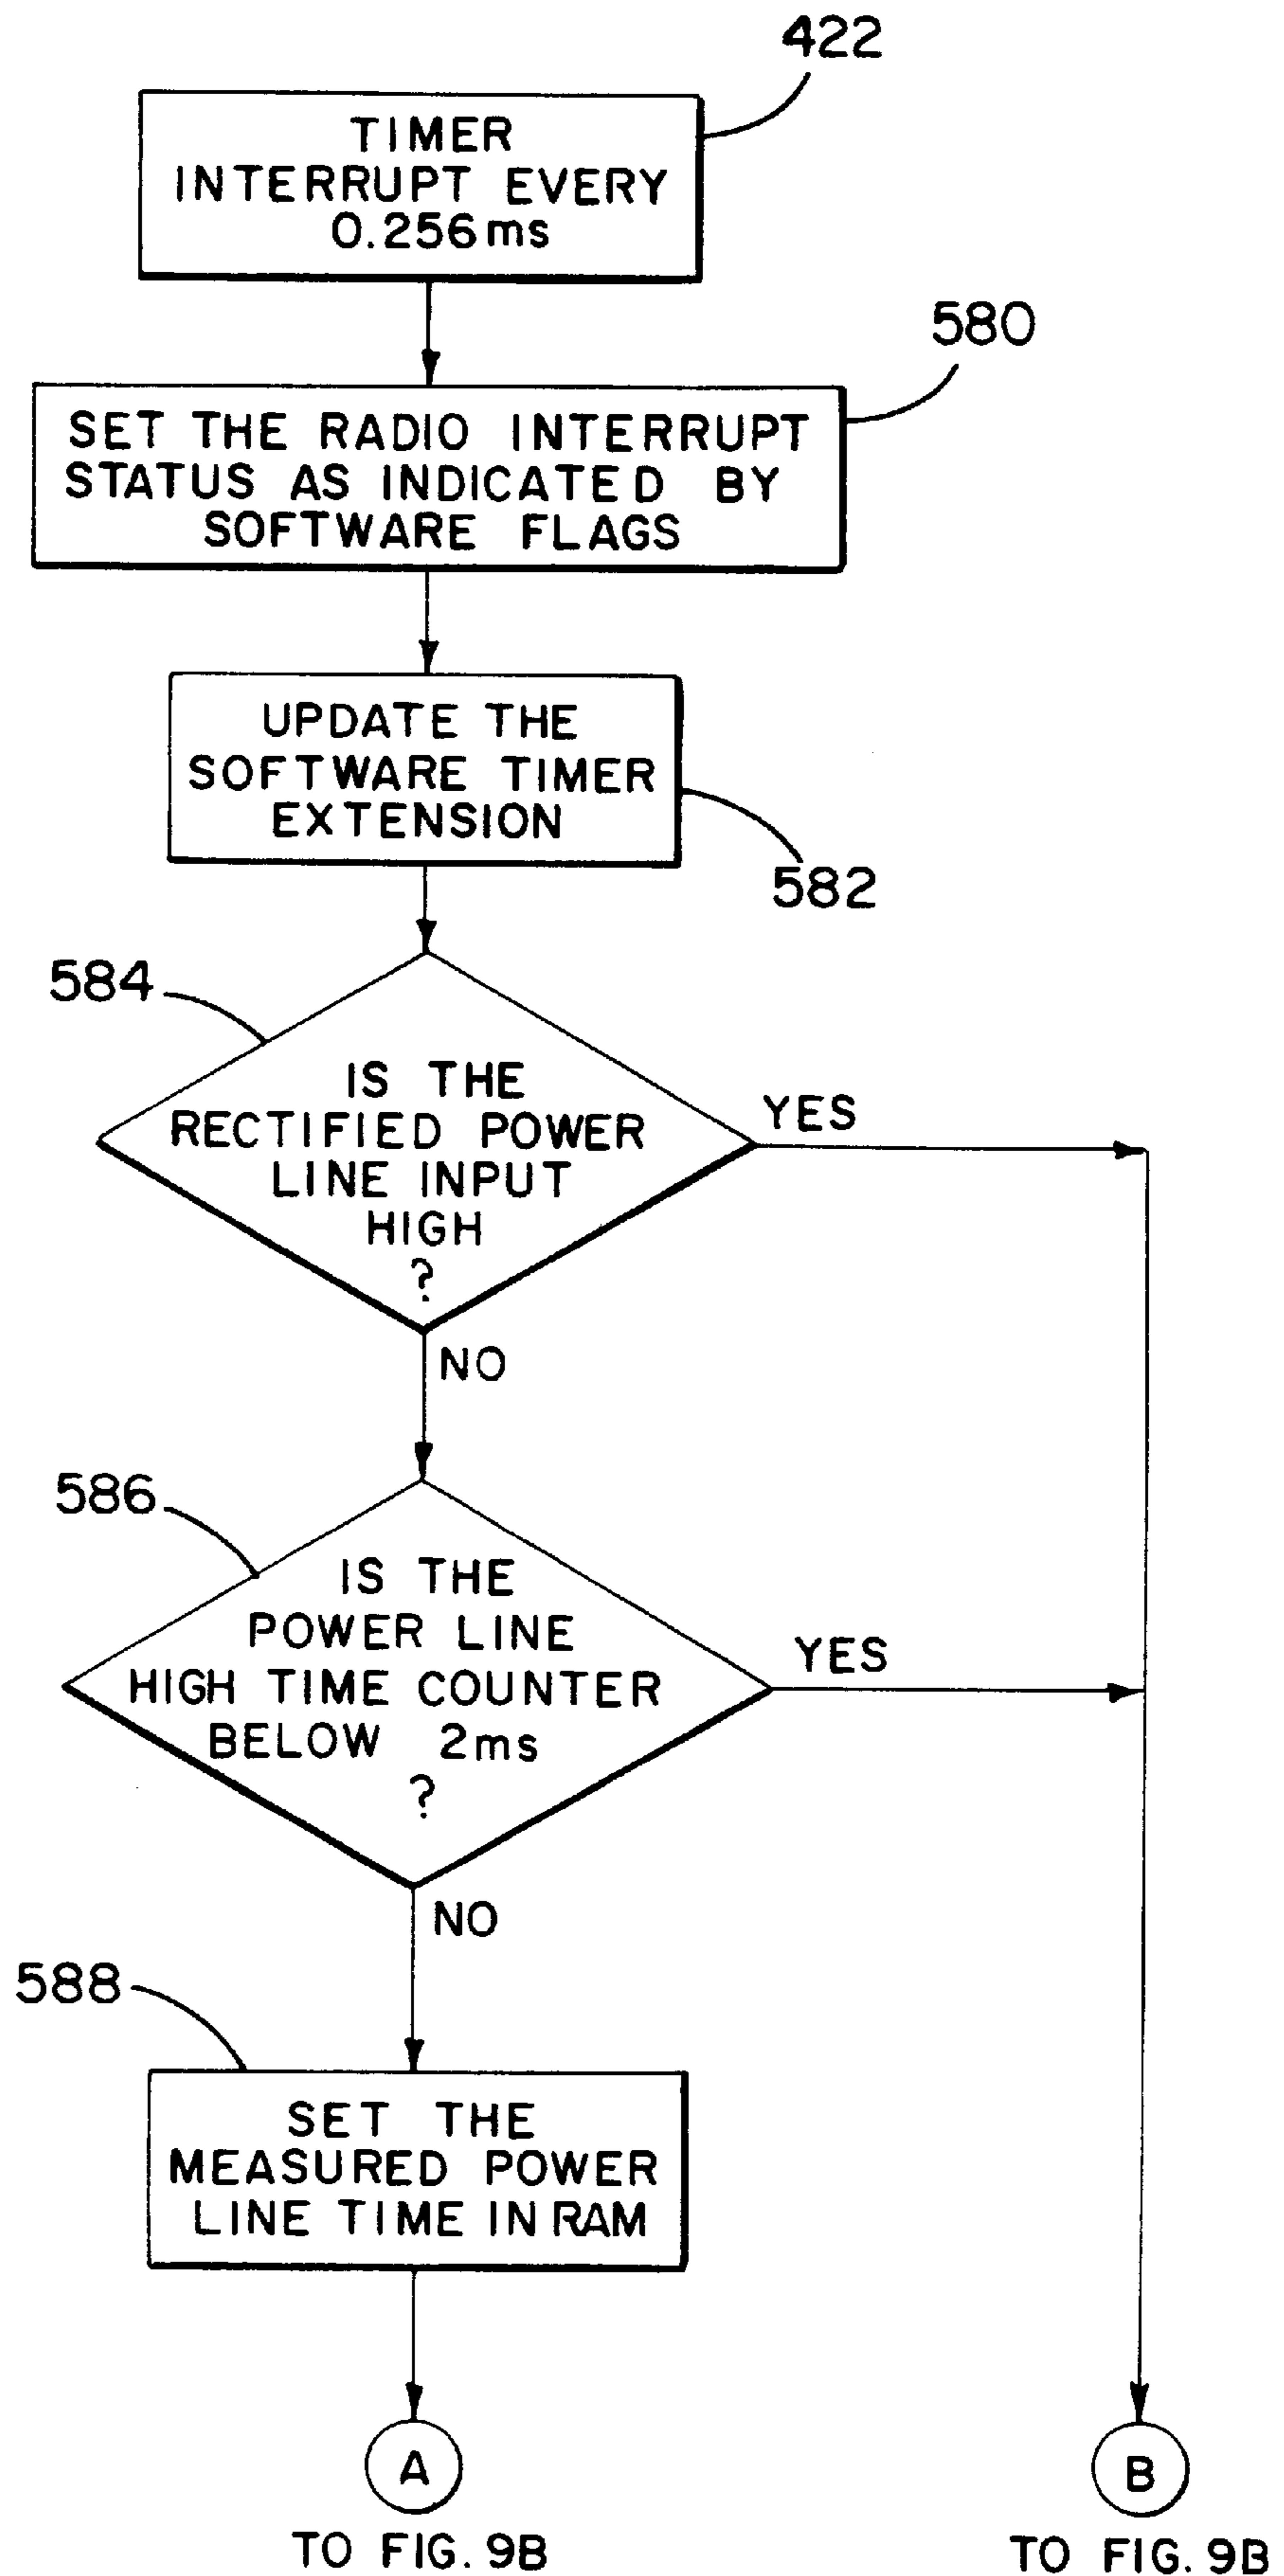 422
TIMER
INTERRUPT EVERY
0.256ms
580
SET THE RADIO INTERRUPT
STATUS AS INDICATED BY
SOFTWARE FLAGS
UPDATE THE
SOFTWARE TIMER
EXTENSION
582
584
IS THE
RECTIFIED POWER
LINE INPUT
HIGH
?
YES
NO
586
IS THE
POWER LINE
HIGH TIME COUNTER
BELOW 2ms
?
YES
NO
588
SET THE
MEASURED POWER
LINE TIME IN RAM
A
B
TO FIG. 9B
TO FIG. 9B